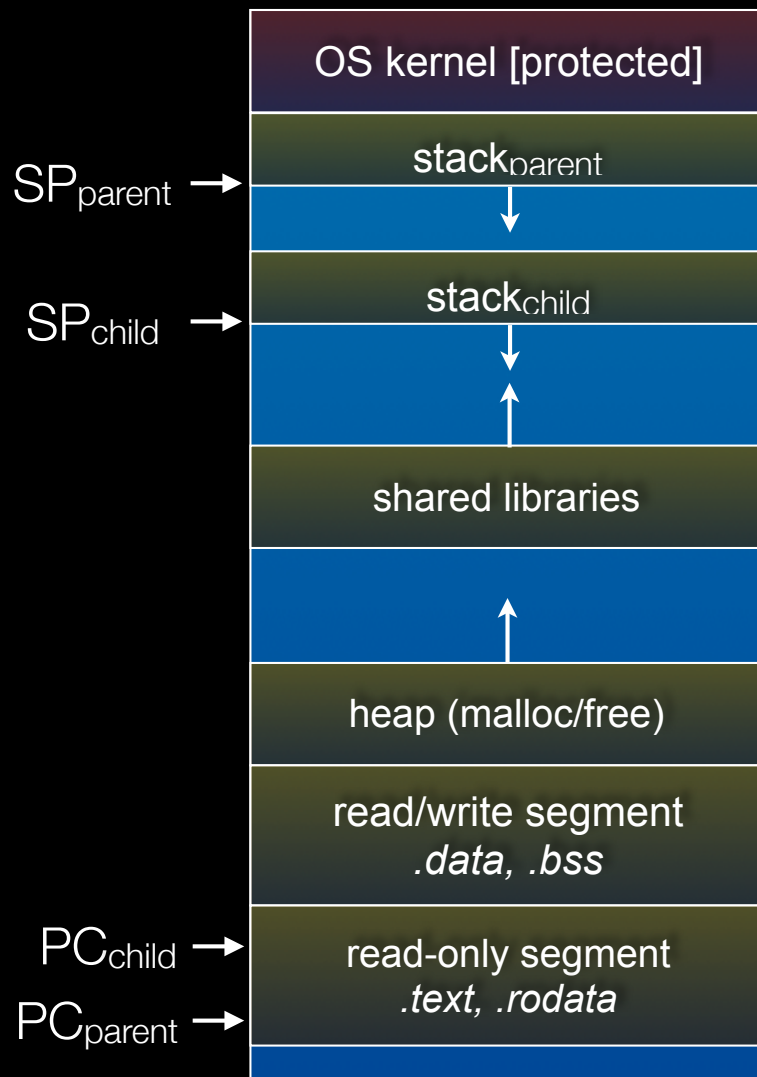 OS kernel [protected]
stackparent
SPparent
stackchild
SPchild
shared libraries
heap (malloc/free)
read/write segment
.data, .bss
PCchild
read-only segment
.text, .rodata
PCparent